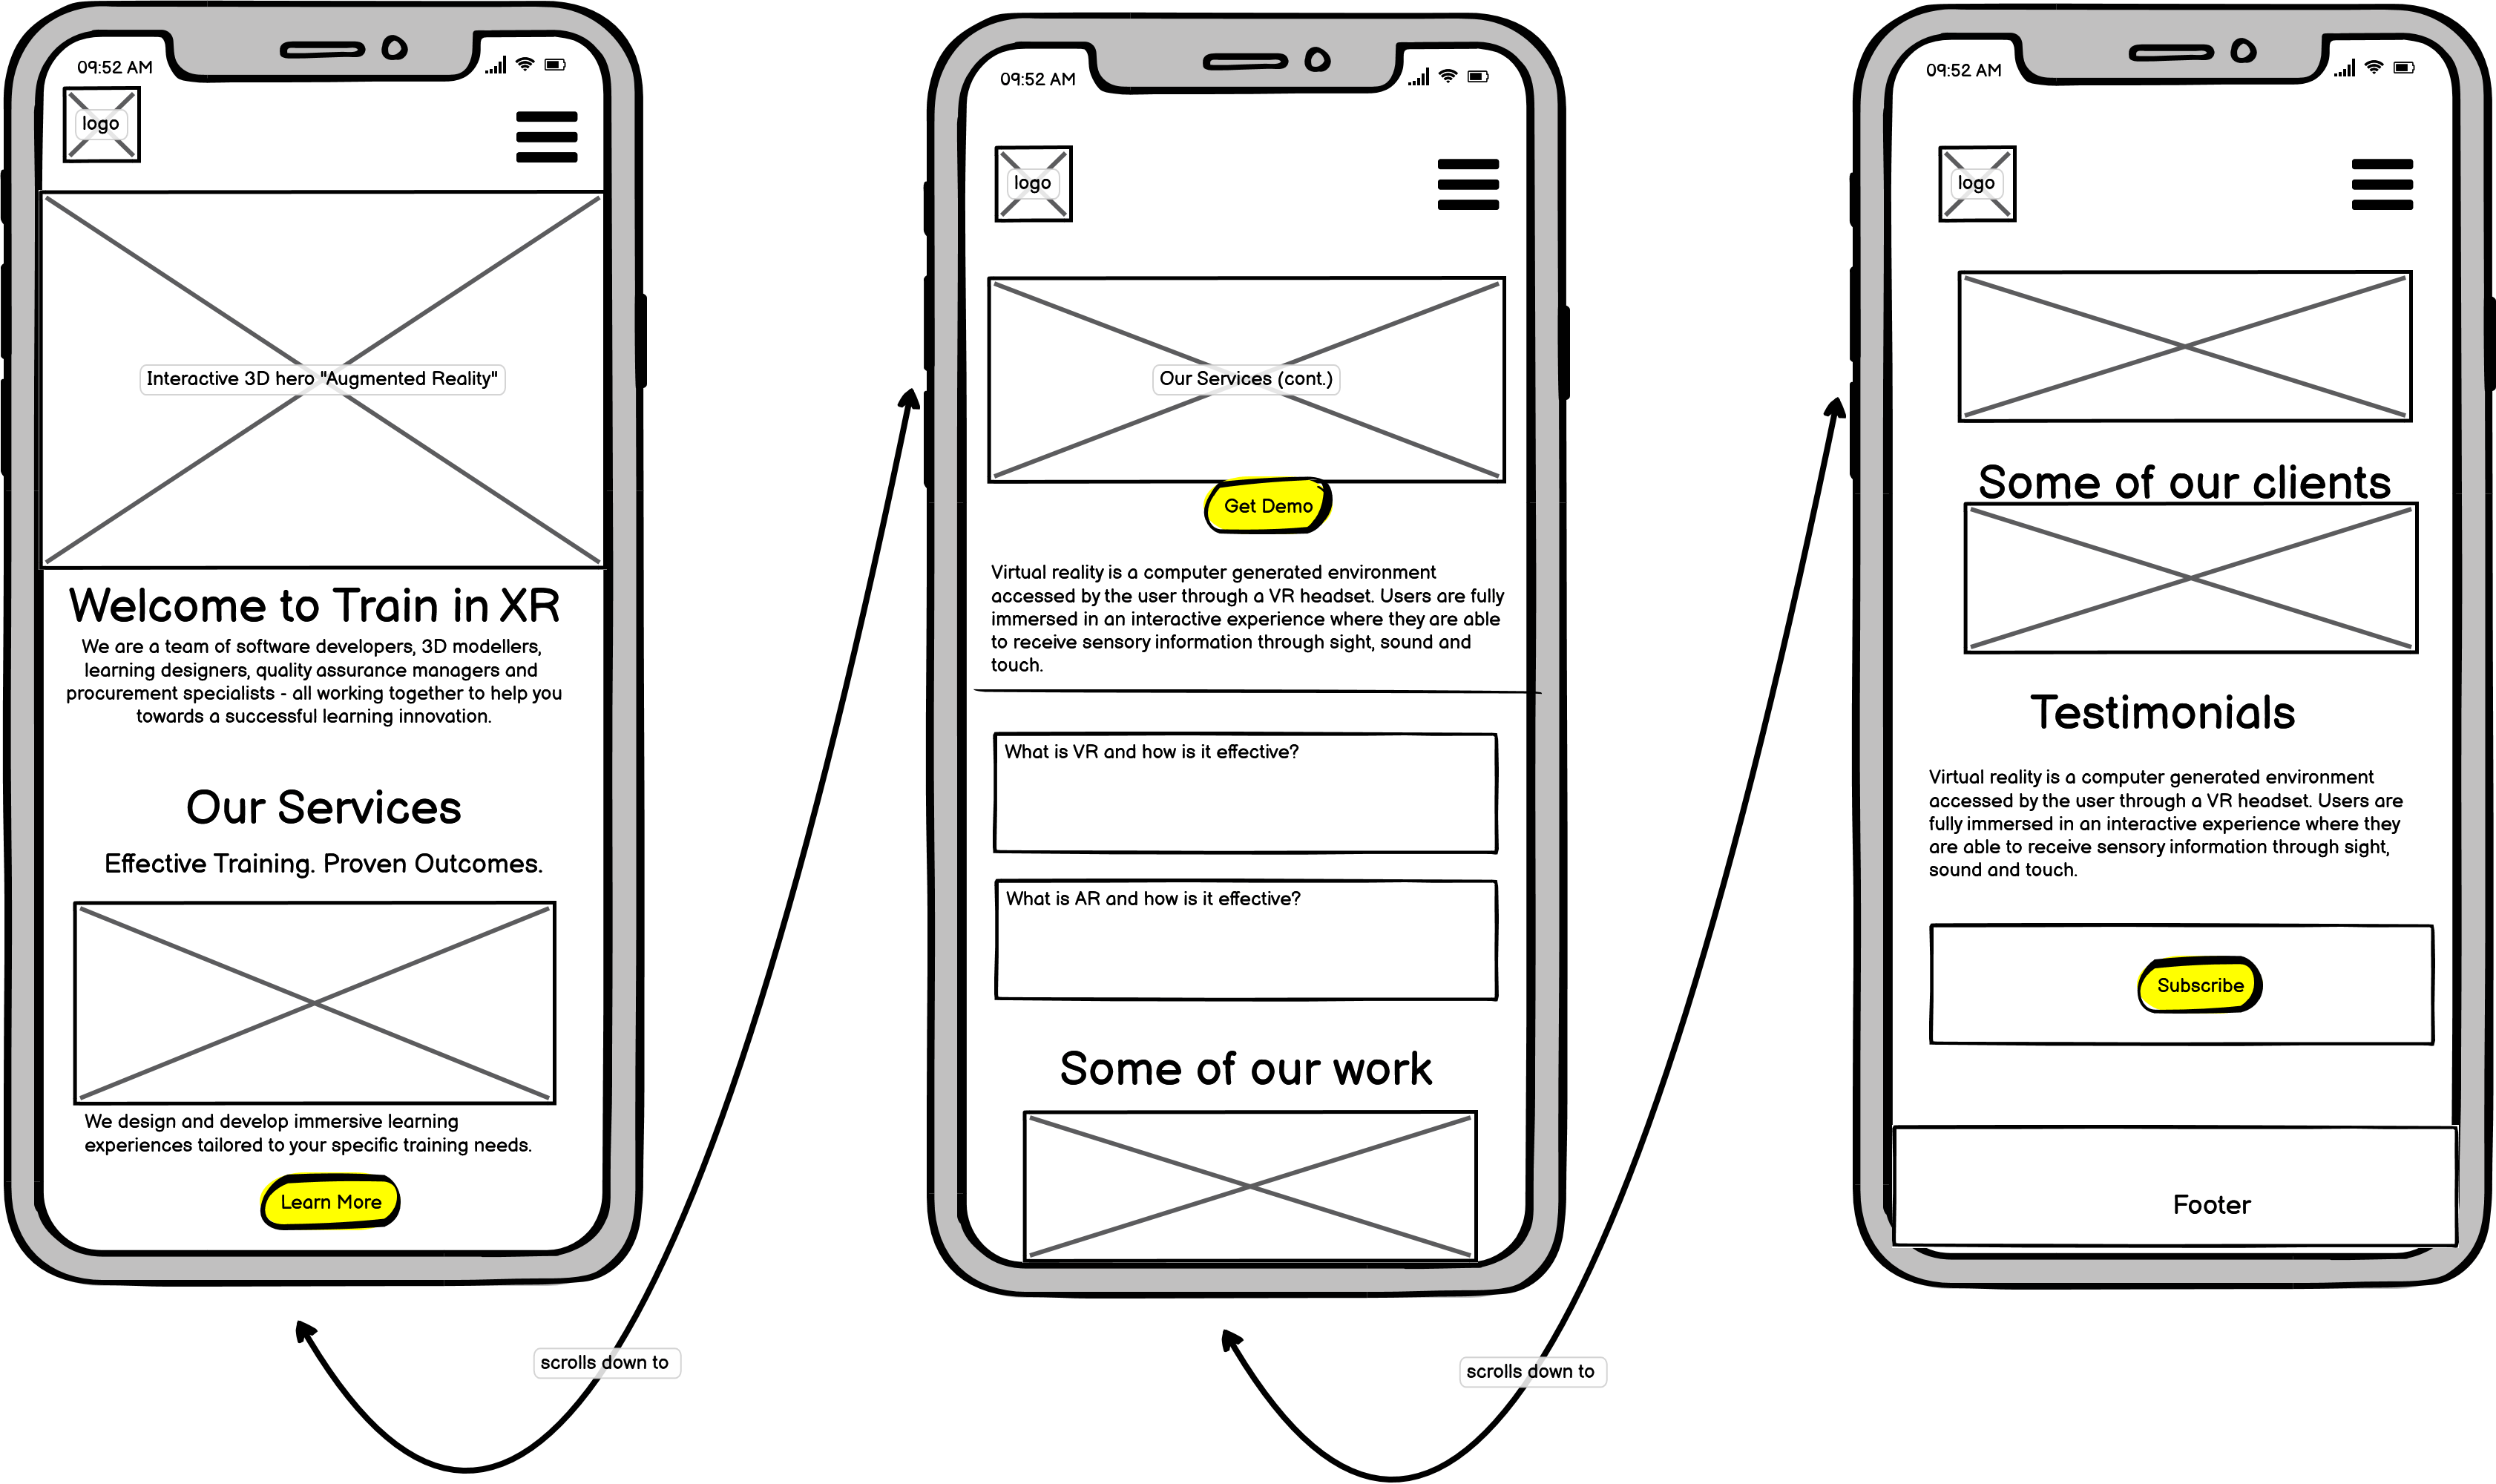 09:52 AM
logo
Interactive 3D hero "Augmented Reality"
Welcome to Train in XR
We are a team of software developers, 3D modellers,
learning designers, quality assurance managers and
procurement specialists - all working together to help you
towards a successful learning innovation.
Our Services
Effective Training. Proven Outcomes.
We design and develop immersive learning
experiences tailored to your specific training needs.
Learn More
scrolls down to
09:52 AM
logo
Our Services (cont.)
Get Demo
Virtual reality is a computer generated environment
accessed by the user through a VR headset. Users are fully
immersed in an interactive experience where they are able
to receive sensory information through sight, sound and
touch.
What is VR and how is it effective?
What is AR and how is it effective?
Some of our work
scrolls down to
09:52 AM
logo
Some of our clients
Testimonials
Virtual reality is a computer generated environment
accessed by the user through a VR headset. Users are
fully immersed in an interactive experience where they
are able to receive sensory information through sight,
sound and touch.
Subscribe
Footer